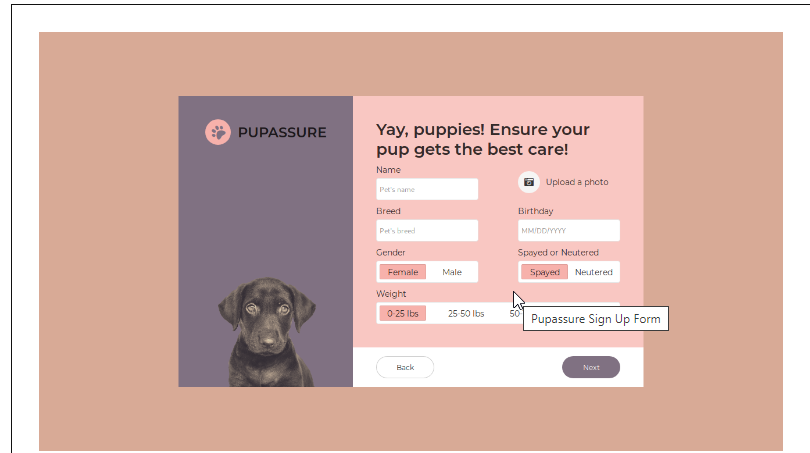 PUPASSURE
Yay, puppies! Ensure your
pup gets the best care!
Name
Pet's name
Upload a photo
Breed
Birthday
Pet's breed
MM/DD/YYYY
Gender
Spayed or Neutered
Female Male
Spayed Neutered
Weight
0-25 lbs 25-50 lbs 50-
Pupassure Sign Up Form
Back
Next